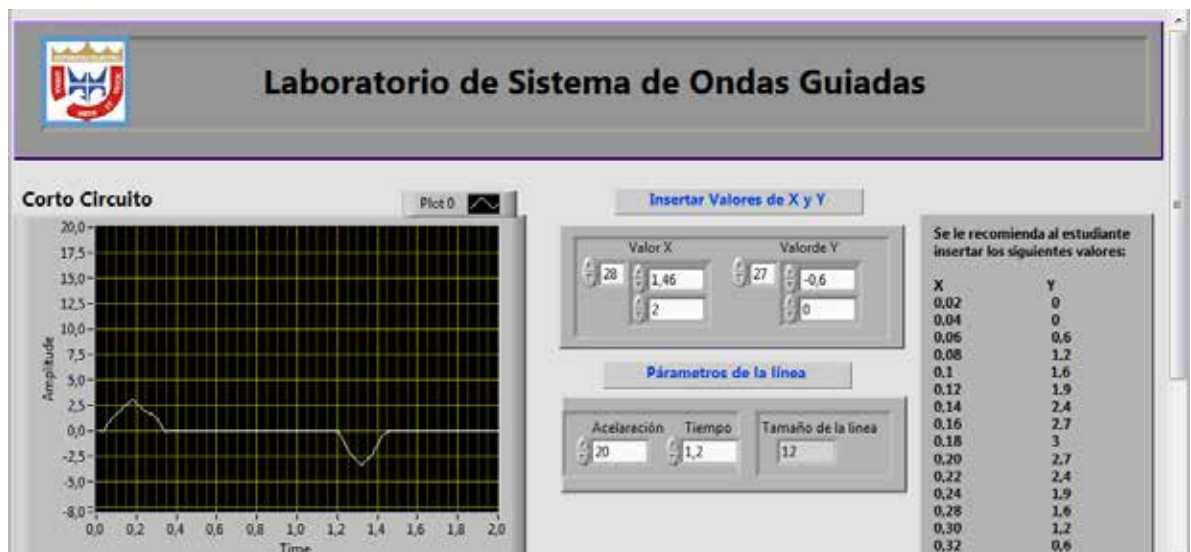 Laboratorio de Sistema de Ondas Guiadas
Corto Circuito
Plot 0
Amplitude
20,0
17,5
15,0
12,5
10,0
7,5
5,0
2,5
0,0
-2,5
-5,0
-8,0
0,0 0,2 0,4 0,6 0,8 1,0 1,2 1,4 1,6 1,8 2,0
Time
Insertar Valores de X y Y
Valor X Valorde Y
28 1,46 27 -0,6
2 0
Párametros de la línea
Acelaración Tiempo Tamaño de la linea
20 1,2 12
Se le recomienda al estudiante
insertar los siguientes valores:
X Y
0,02 0
0,04 0
0,06 0,6
0,08 1,2
0,1 1,6
0,12 1,9
0,14 2,4
0,16 2,7
0,18 3
0,20 2,7
0,22 2,4
0,24 1,9
0,28 1,6
0,30 1,2
0,32 0,6